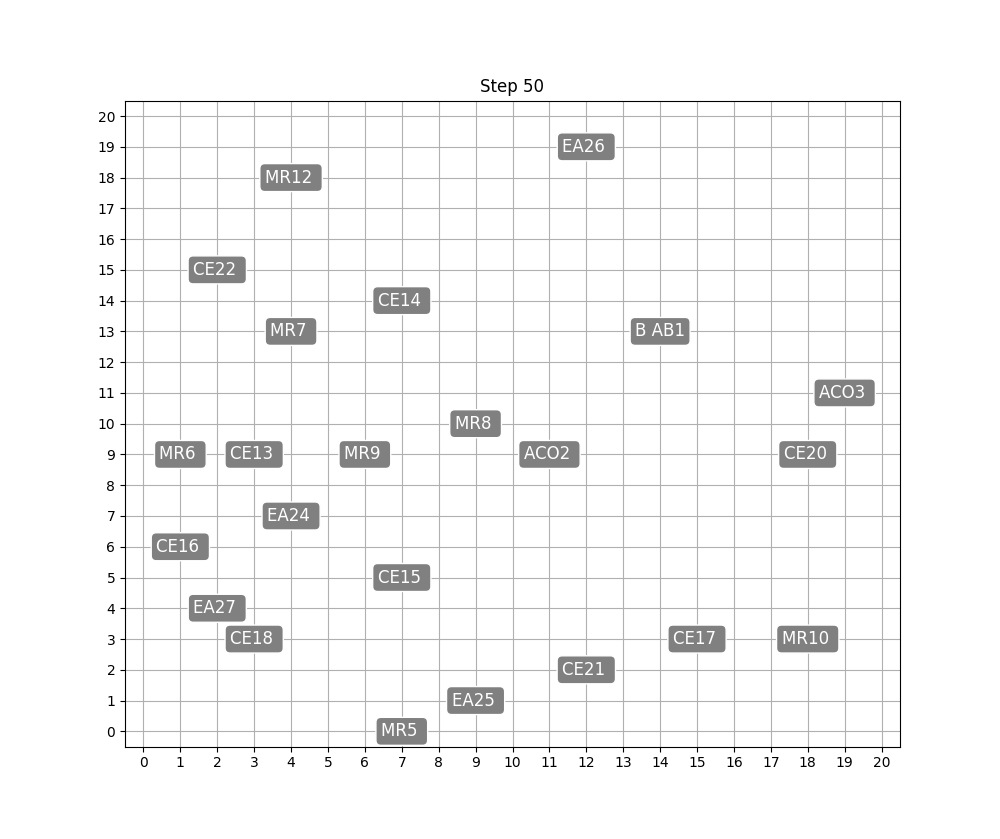 Step 50
20
19
EA26
18
MR12
17
16
15
CE22
14
CE14
13
MR7
B AB1
12
11
ACO3
10
MR8
9
MR6
CE13
MR9
ACO2
CE20
8
7
EA24
6
CE16
5
CE15
4
EA27
3
CE18
CE17
MR10
2
CE21
1
EA25
0
MR5
0 1 2 3 4 5 6 7 8 9 10 11 12 13 14 15 16 17 18 19 20